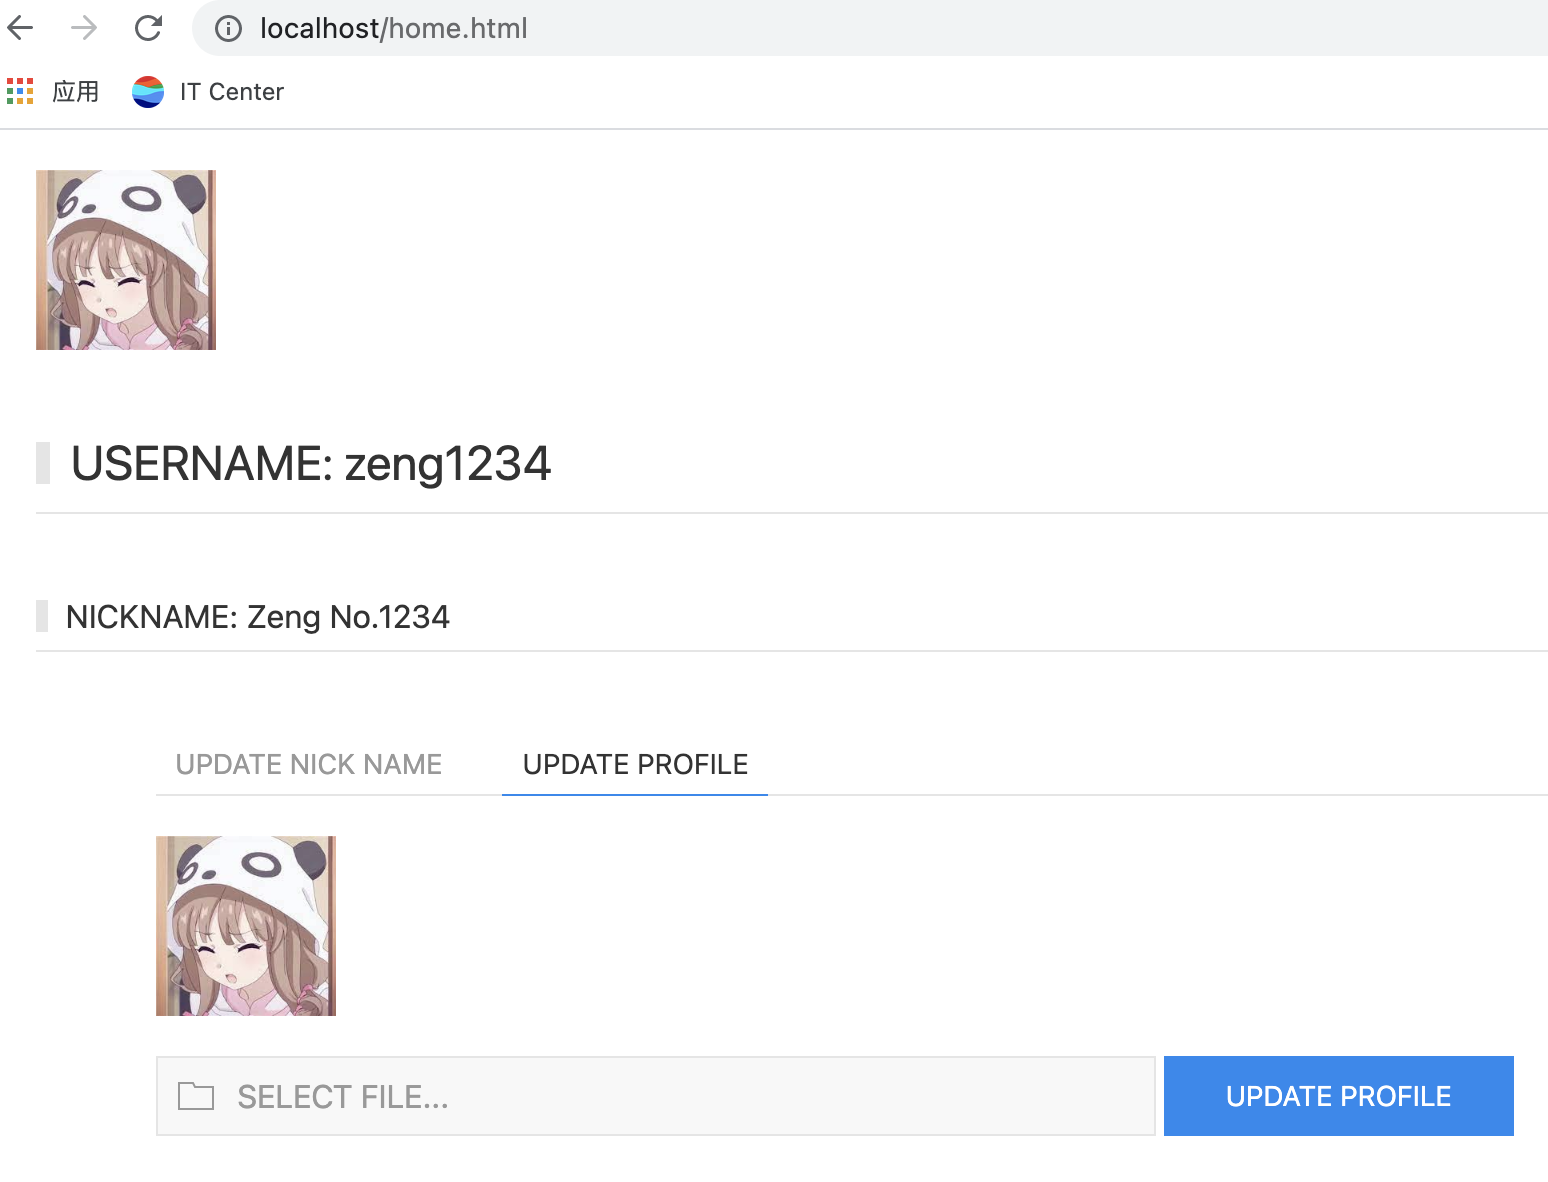 localhost/home.html
应用 IT Center
USERNAME: zeng1234
NICKNAME: Zeng No.1234
UPDATE NICK NAME UPDATE PROFILE
SELECT FILE... UPDATE PROFILE